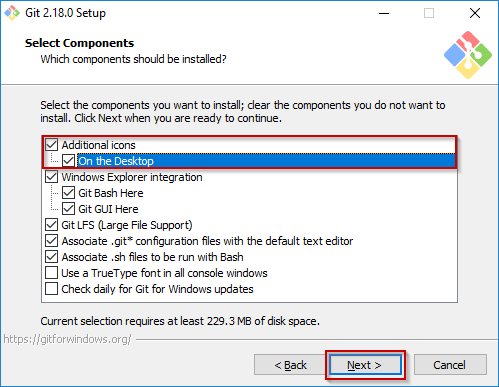 Git 2.18.0 Setup
Select Components
Which components should be installed?
Select the components you want to install; clear the components you do not want to
install. Click Next when you are ready to continue.
Additional icons
On the Desktop
Windows Explorer integration
Git Bash Here
Git GUI Here
Git LFS (Large File Support)
Associate .git* configuration files with the default text editor
Associate .sh files to be run with Bash
Use a TrueType font in all console windows
Check daily for Git for Windows updates
Current selection requires at least 229.3 MB of disk space.
https://gitforwindows.org/
< Back
Next >
Cancel